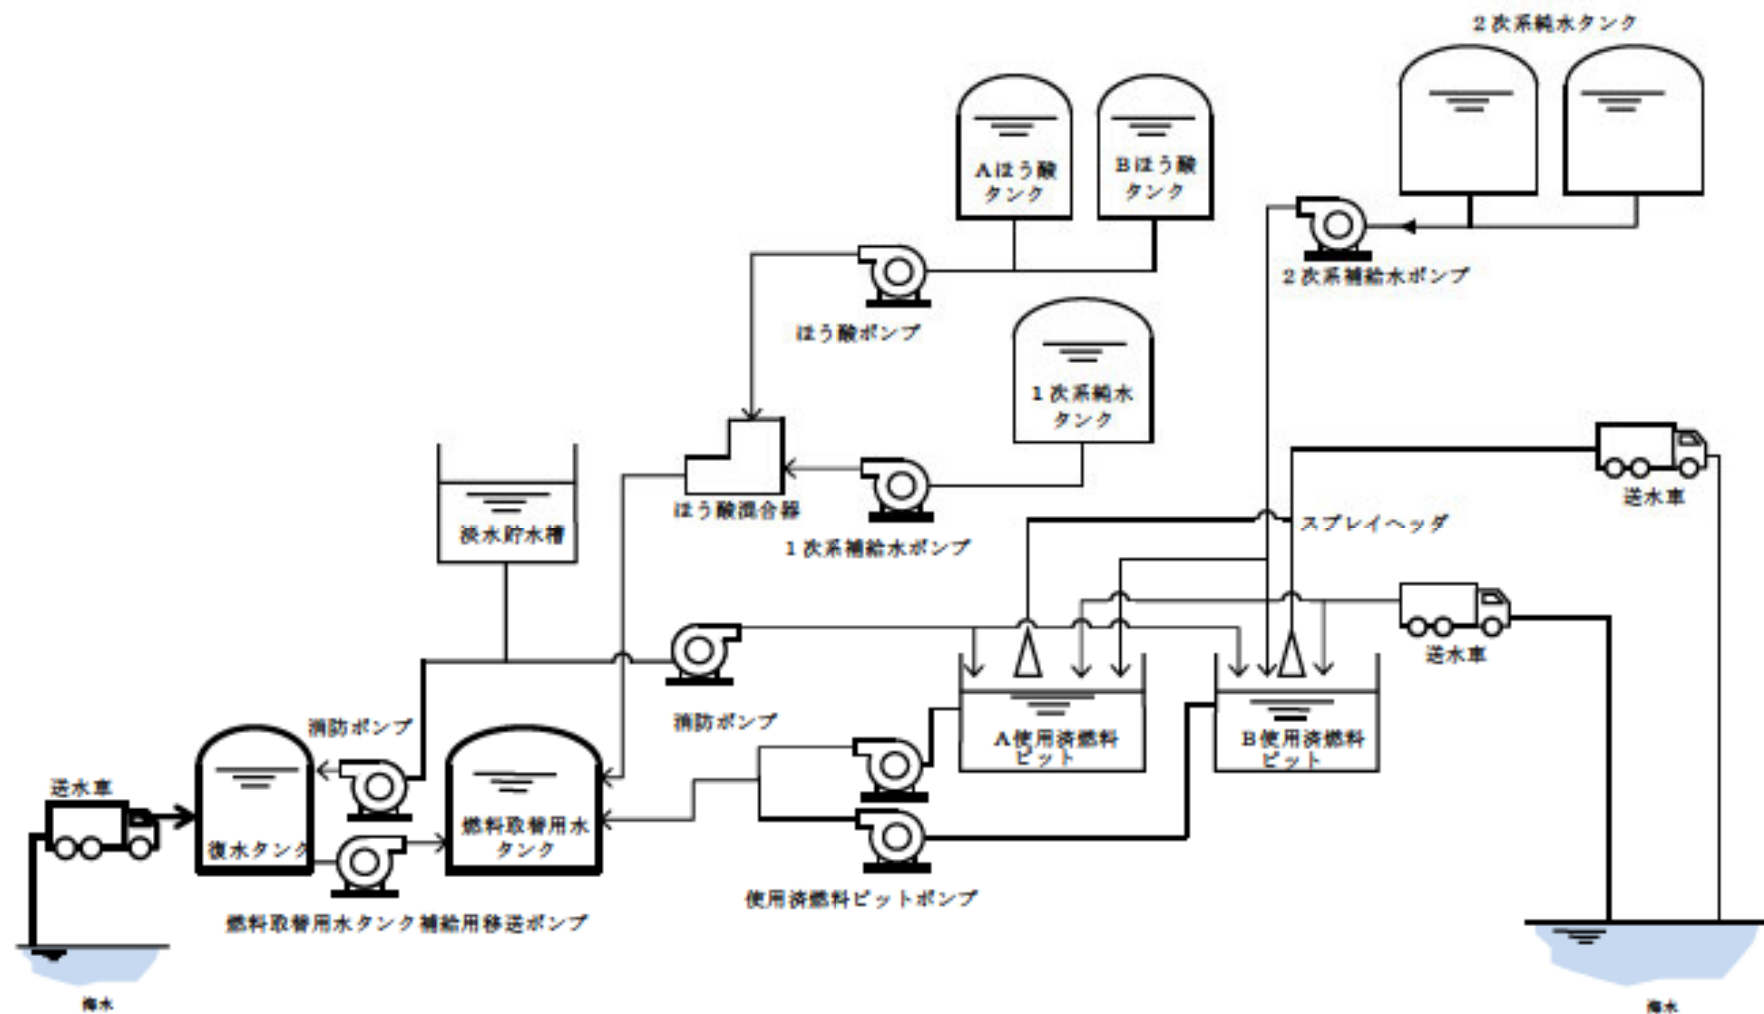 2次系純水タンク
Aほう酸
タンク
Bほう酸
タンク
2次系補給水ポンプ
ほう酸ポンプ
1次系純水
タンク
送水車
ほう酸混合器
スプレイヘッダ
淡水貯水槽
1次系補給水ポンプ
送水車
消防ポンプ
消防ポンプ
A使用済燃料
ピット
B使用済燃料
ピット
送水車
復水タンク
燃料取替用水
タンク
使用済燃料ピットポンプ
燃料取替用水タンク補給用移送ポンプ
海水
海水